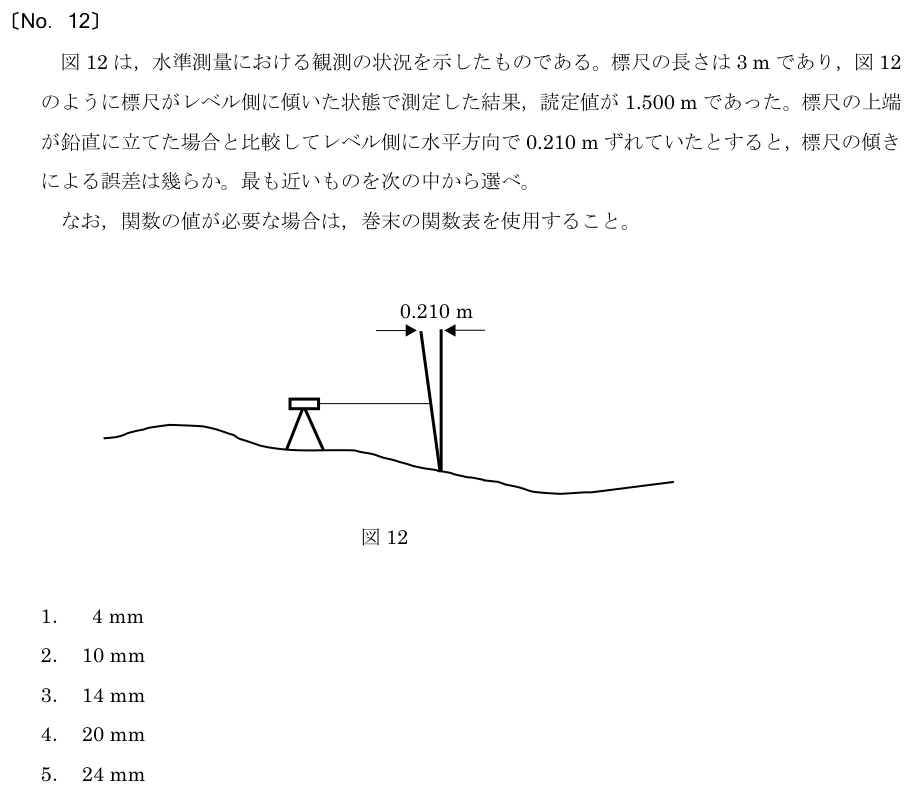 〔No. 12〕
図 12 は，水準測量における観測の状況を示したものである。標尺の長さは 3 m であり，図 12
のように標尺がレベル側に傾いた状態で測定した結果，読定値が 1.500 m であった。標尺の上端
が鉛直に立てた場合と比較してレベル側に水平方向で 0.210 m ずれていたとすると，標尺の傾き
による誤差は幾らか。最も近いものを次の中から選べ。
なお，関数の値が必要な場合は，巻末の関数表を使用すること。
0.210 m
図 12
1. 4 mm
2. 10 mm
3. 14 mm
4. 20 mm
5. 24 mm